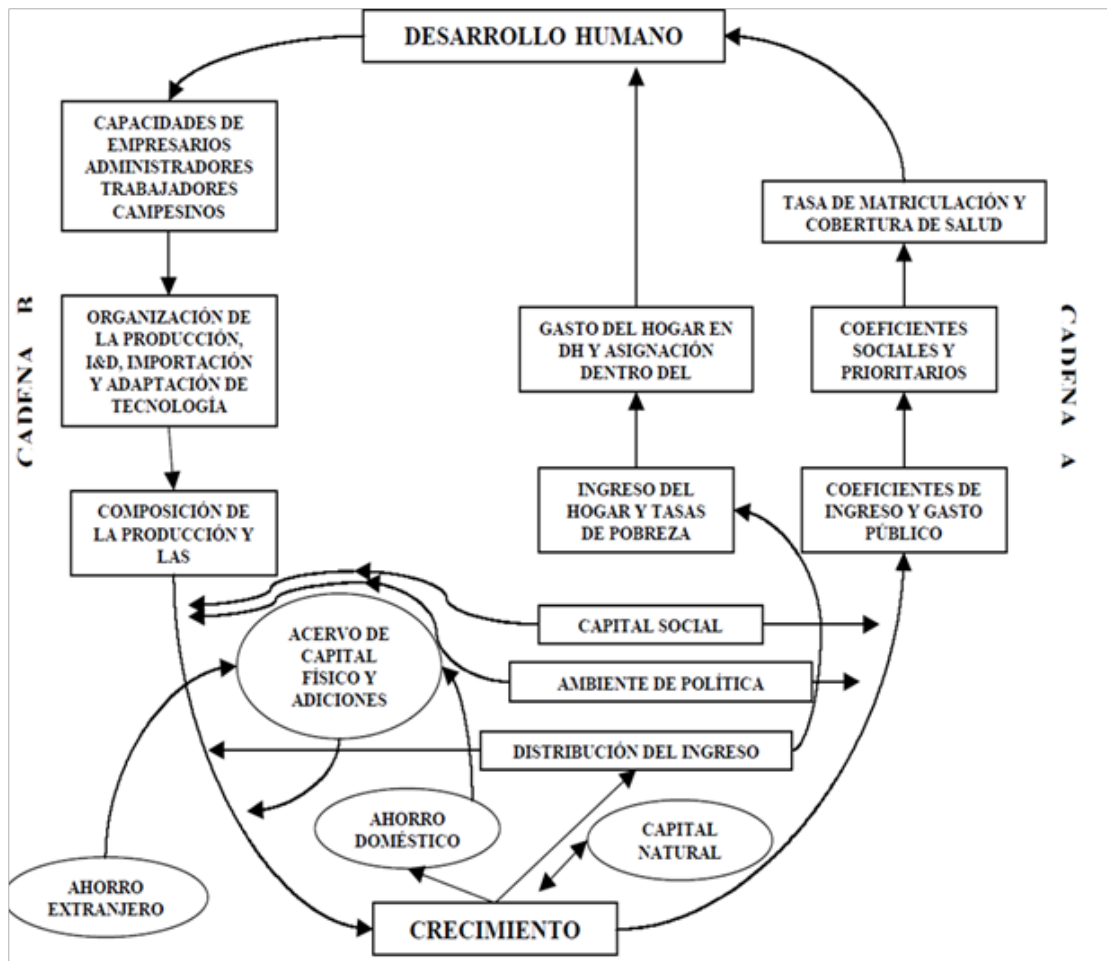 DESARROLLO HUMANO
CAPACIDADES DE
EMPRESARIOS
ADMINISTRADORES
TRABAJADORES
CAMPESINOS
TASA DE MATRICULACIÓN Y
COBERTURA DE SALUD
CADENA B
ORGANIZACIÓN DE
LA PRODUCCIÓN,
I&D, IMPORTACIÓN
Y ADAPTACIÓN DE
TECNOLOGÍA
GASTO DEL HOGAR EN
DH Y ASIGNACIÓN
DENTRO DEL
COEFICIENTES
SOCIALES Y
PRIORITARIOS
CADENA A
COMPOSICIÓN DE
LA PRODUCCIÓN Y
LAS
INGRESO DEL
HOGAR Y TASAS
DE POBREZA
COEFICIENTES DE
INGRESO Y GASTO
PÚBLICO
CAPITAL SOCIAL
ACERVO DE
CAPITAL
FÍSICO Y
ADICIONES
AMBIENTE DE POLÍTICA
DISTRIBUCIÓN DEL INGRESO
AHORRO
DOMÉSTICO
CAPITAL
NATURAL
AHORRO
EXTRANJERO
CRECIMIENTO